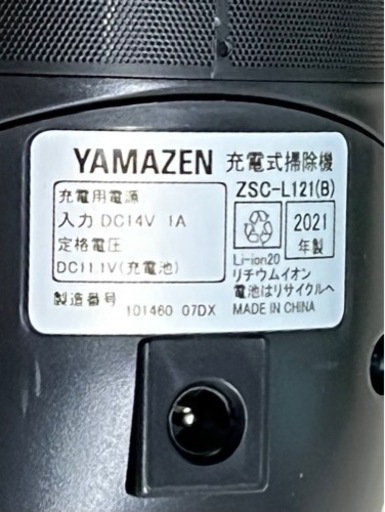 YAMAZEN 充電式掃除機
ZSC-L121(B)
充電用電源
入力 DC14V 1A
定格電圧
DC11.1V(充電池)
2021
年製
Li-ion20
リチウムイオン
電池はリサイクルへ
製造番号 101460 07DX
MADE IN CHINA